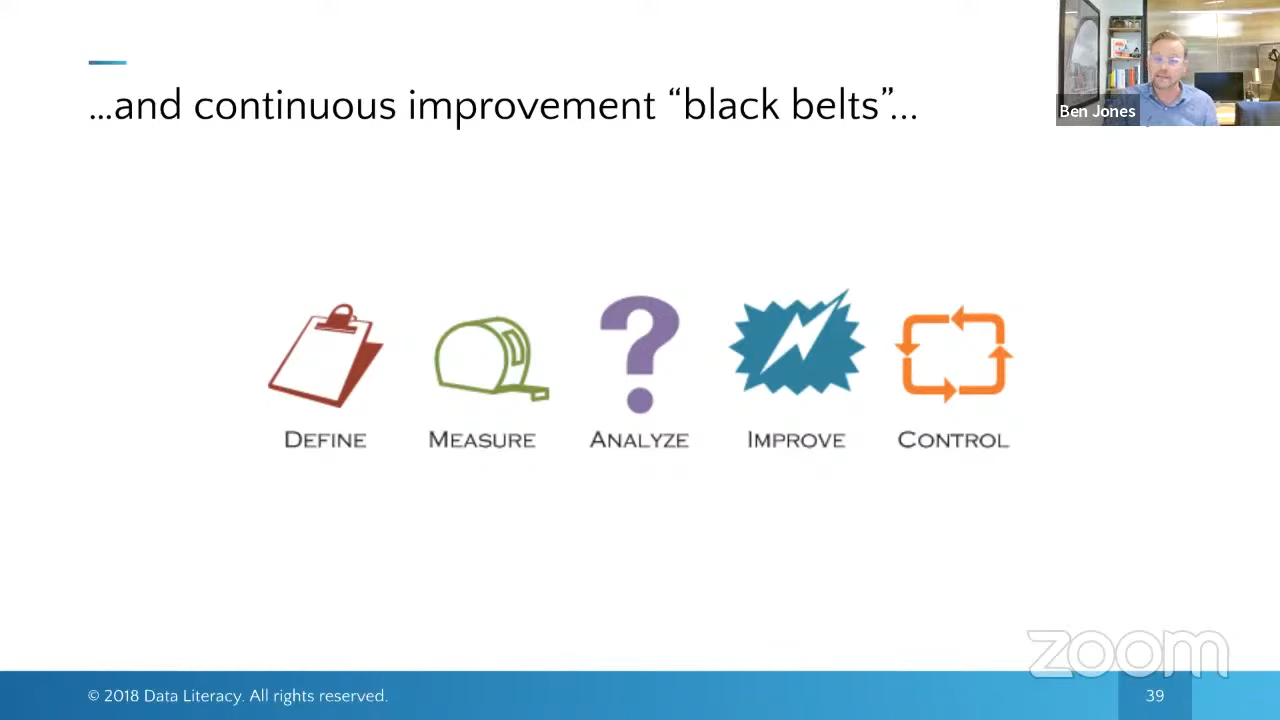 ...and continuous improvement “black belts”...
Ben Jones
DEFINE
MEASURE
ANALYZE
IMPROVE
CONTROL
zoom
© 2018 Data Literacy. All rights reserved.
39